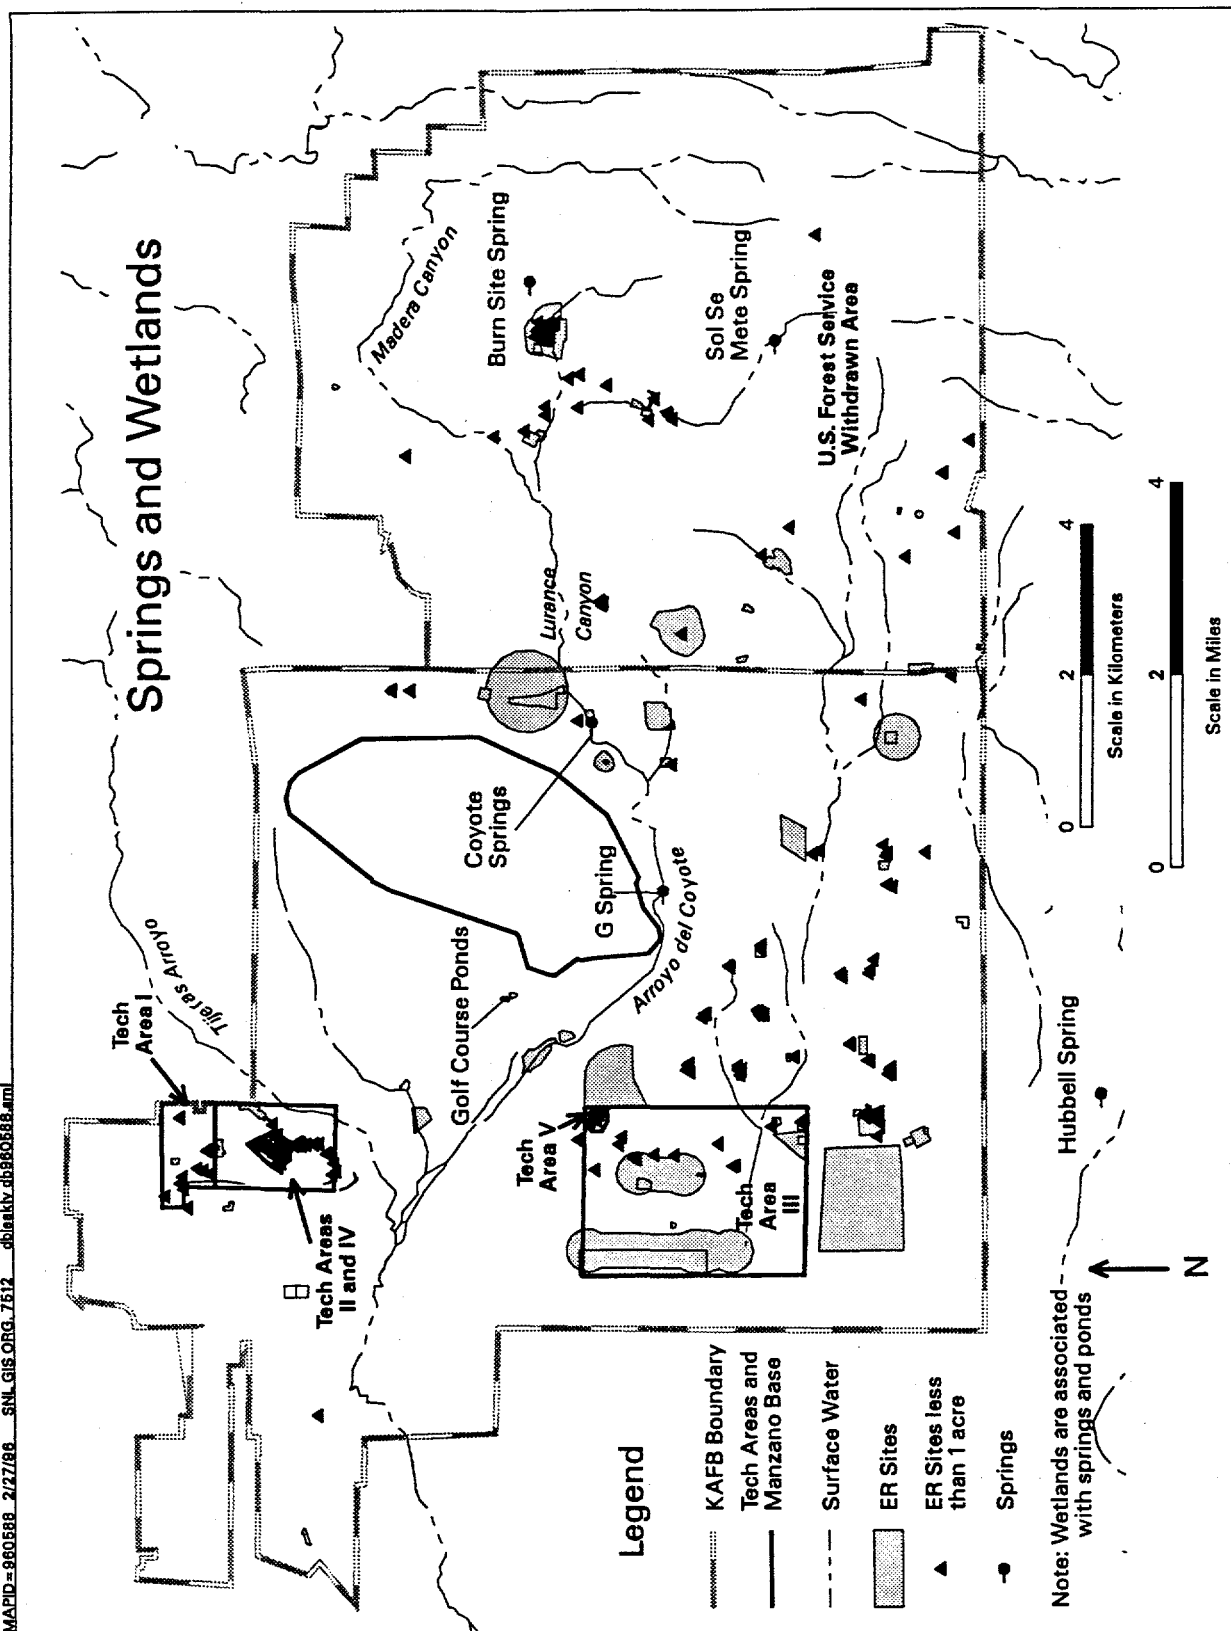 MAPID=960588 2/27/96 SNL GIS ORG. 7512 dbleakly db960588.aml
Springs and Wetlands
Tijeras Arroyo
Tech
Area I
Tech Areas
II and IV
Golf Course Ponds
Coyote
Springs
G Spring
Arroyo del Coyote
Tech
Area V
Tech
Area
III
Lurance
Canyon
Madera Canyon
Burn Site Spring
Sol Se
Mete Spring
U.S. Forest Service
Withdrawn Area
Hubbell Spring
Legend
KAFB Boundary
Tech Areas and
Manzano Base
Surface Water
ER Sites
ER Sites less
than 1 acre
Springs
Note: Wetlands are associated
with springs and ponds
N
0 2 4
Scale in Kilometers
0 2 4
Scale in Miles